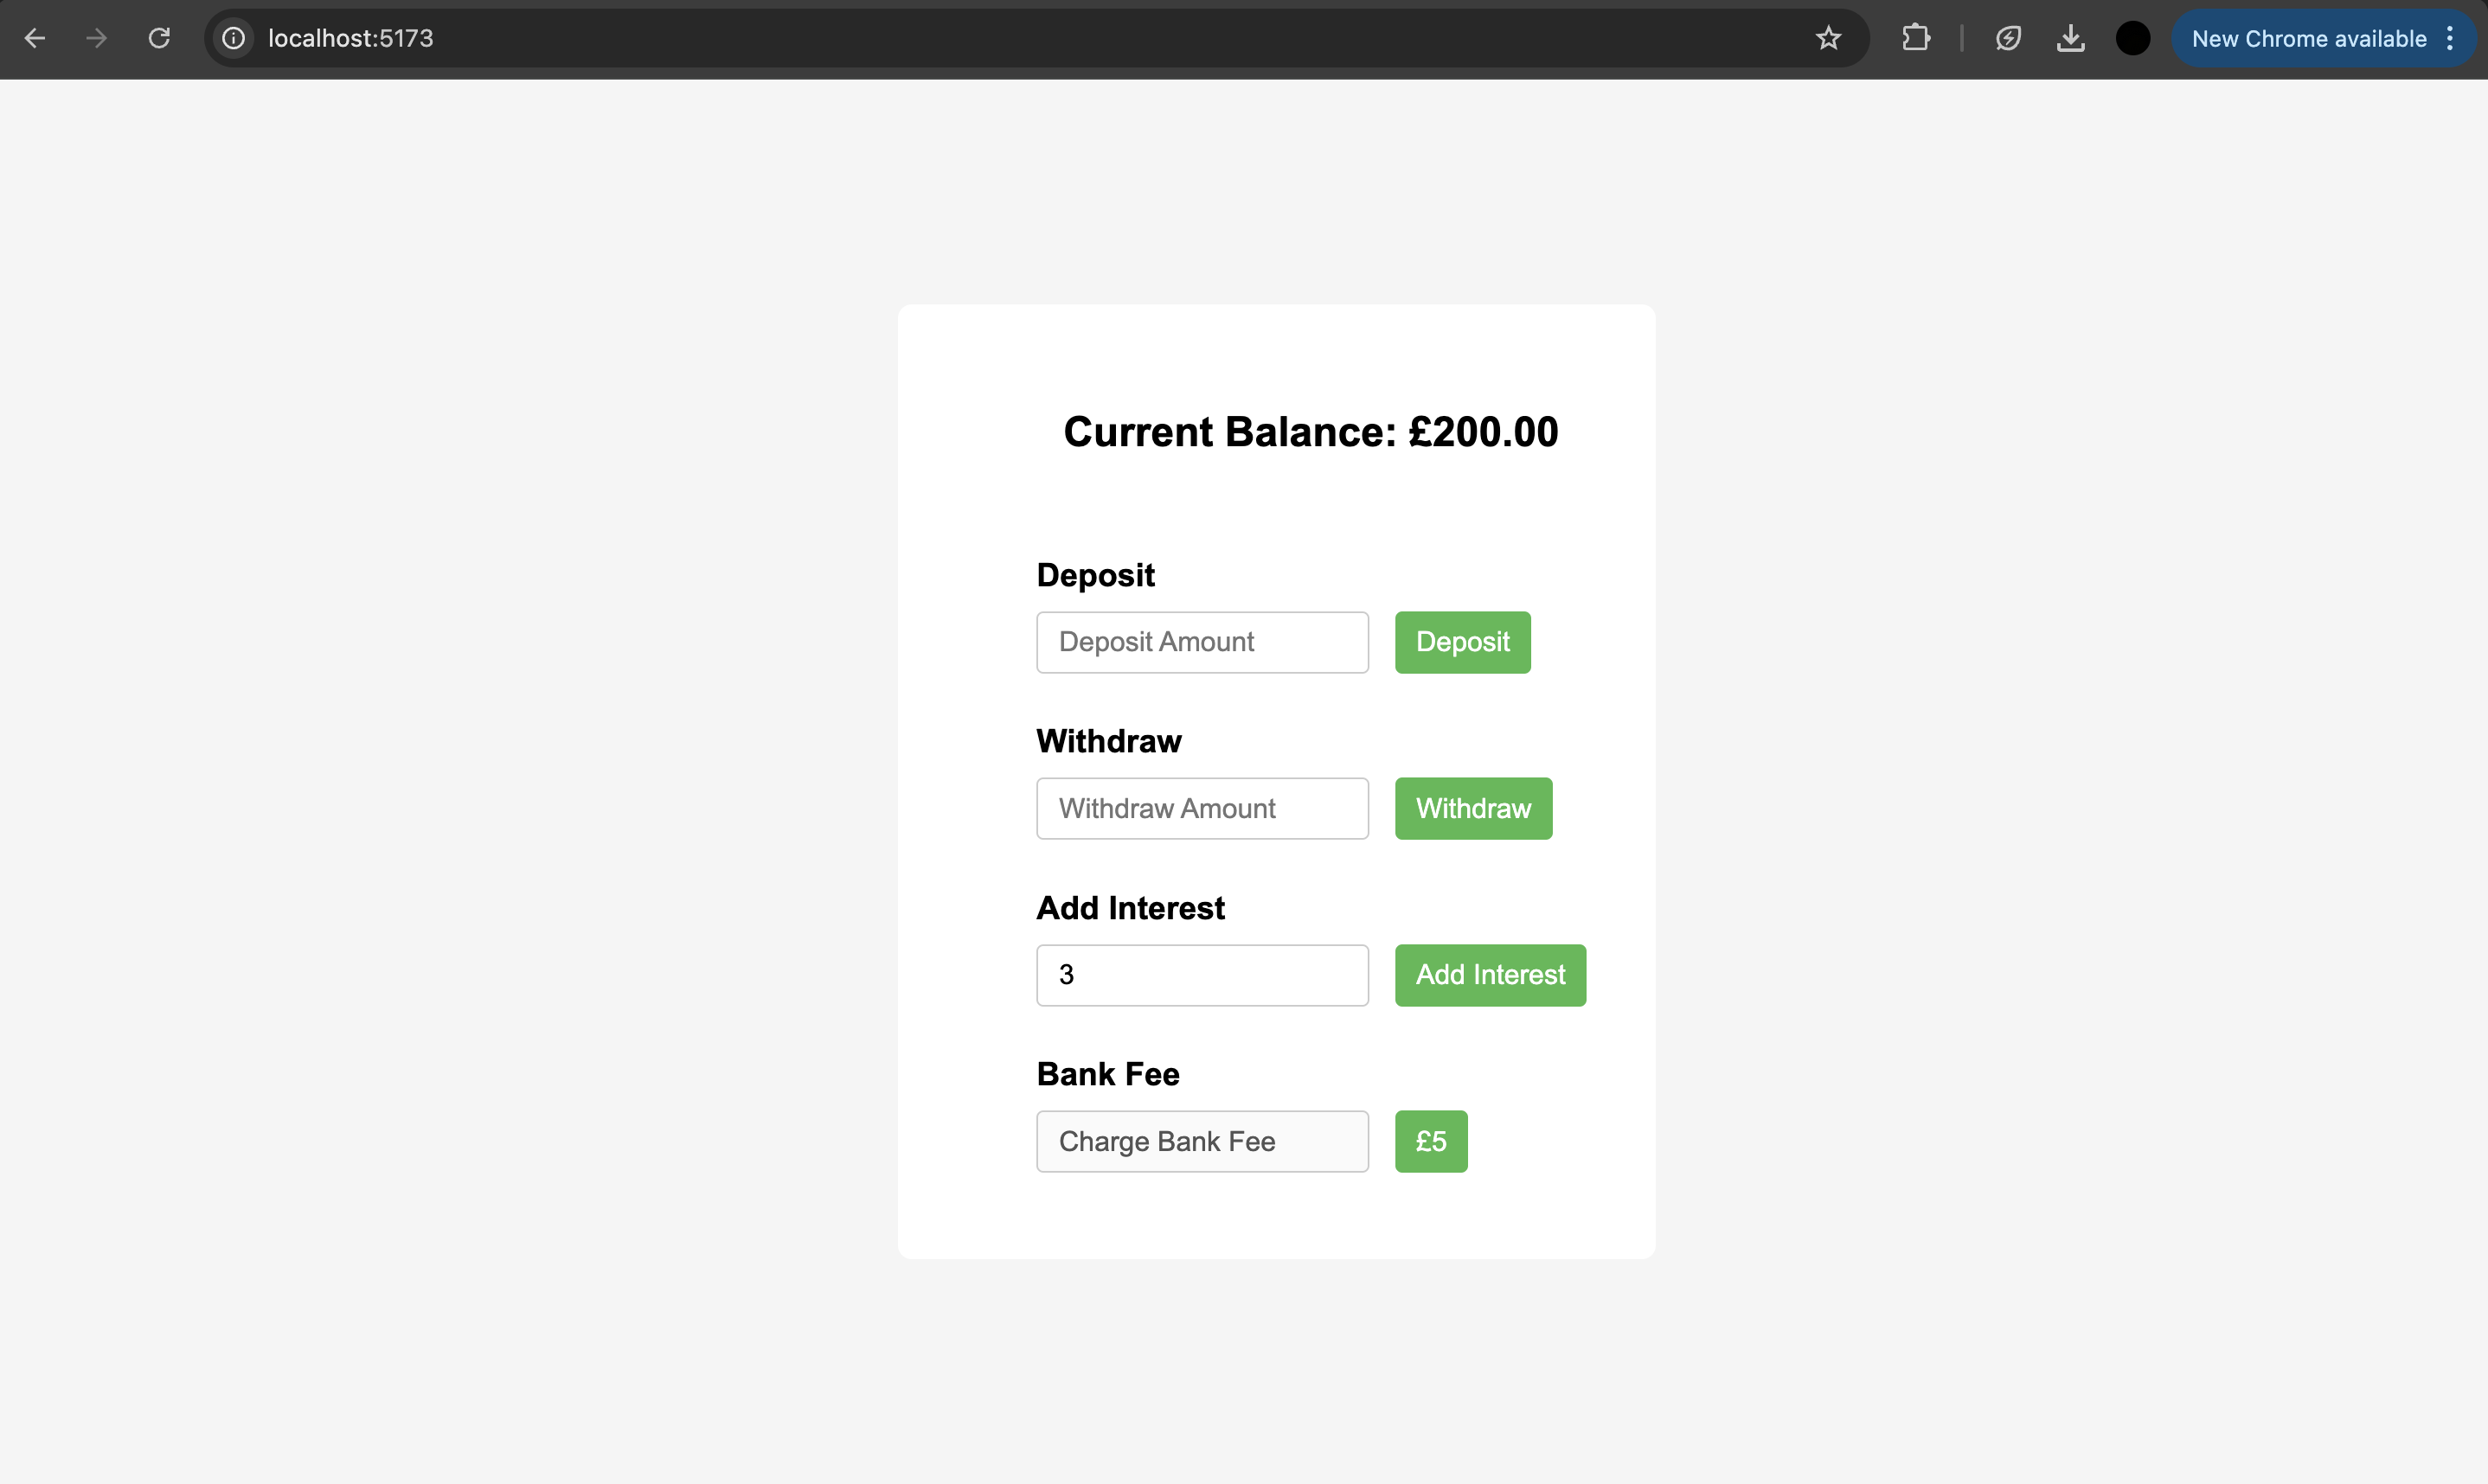 localhost:5173
New Chrome available
Current Balance: £200.00
Deposit
Deposit Amount
Deposit
Withdraw
Withdraw Amount
Withdraw
Add Interest
3
Add Interest
Bank Fee
Charge Bank Fee
£5